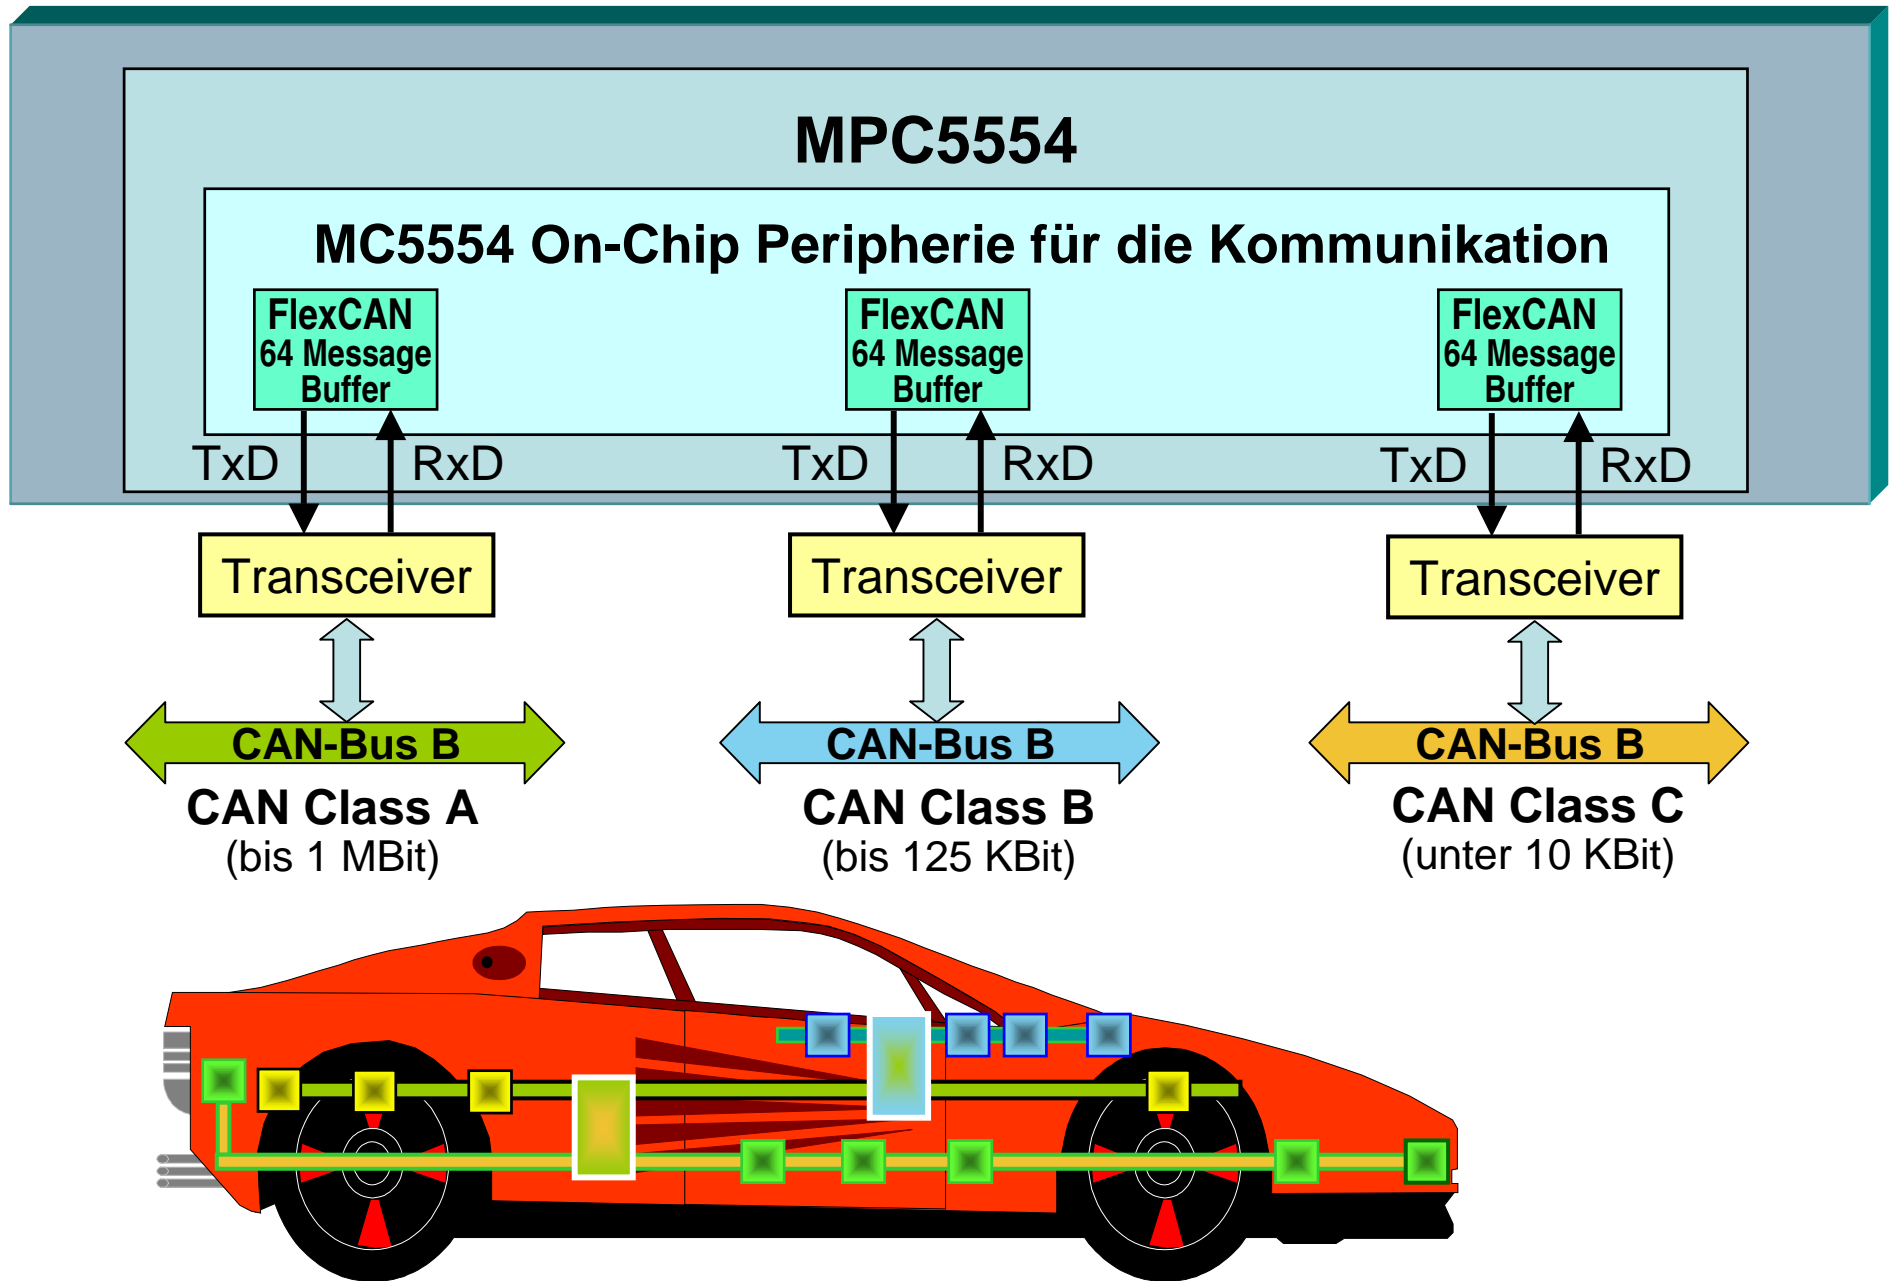 MPC5554
MC5554 On-Chip Peripherie für die Kommunikation
FlexCAN
64 Message
Buffer
FlexCAN
64 Message
Buffer
FlexCAN
64 Message
Buffer
TxD
RxD
TxD
RxD
TxD
RxD
Transceiver
Transceiver
Transceiver
CAN-Bus B
CAN-Bus B
CAN-Bus B
CAN Class A
(bis 1 MBit)
CAN Class B
(bis 125 KBit)
CAN Class C
(unter 10 KBit)